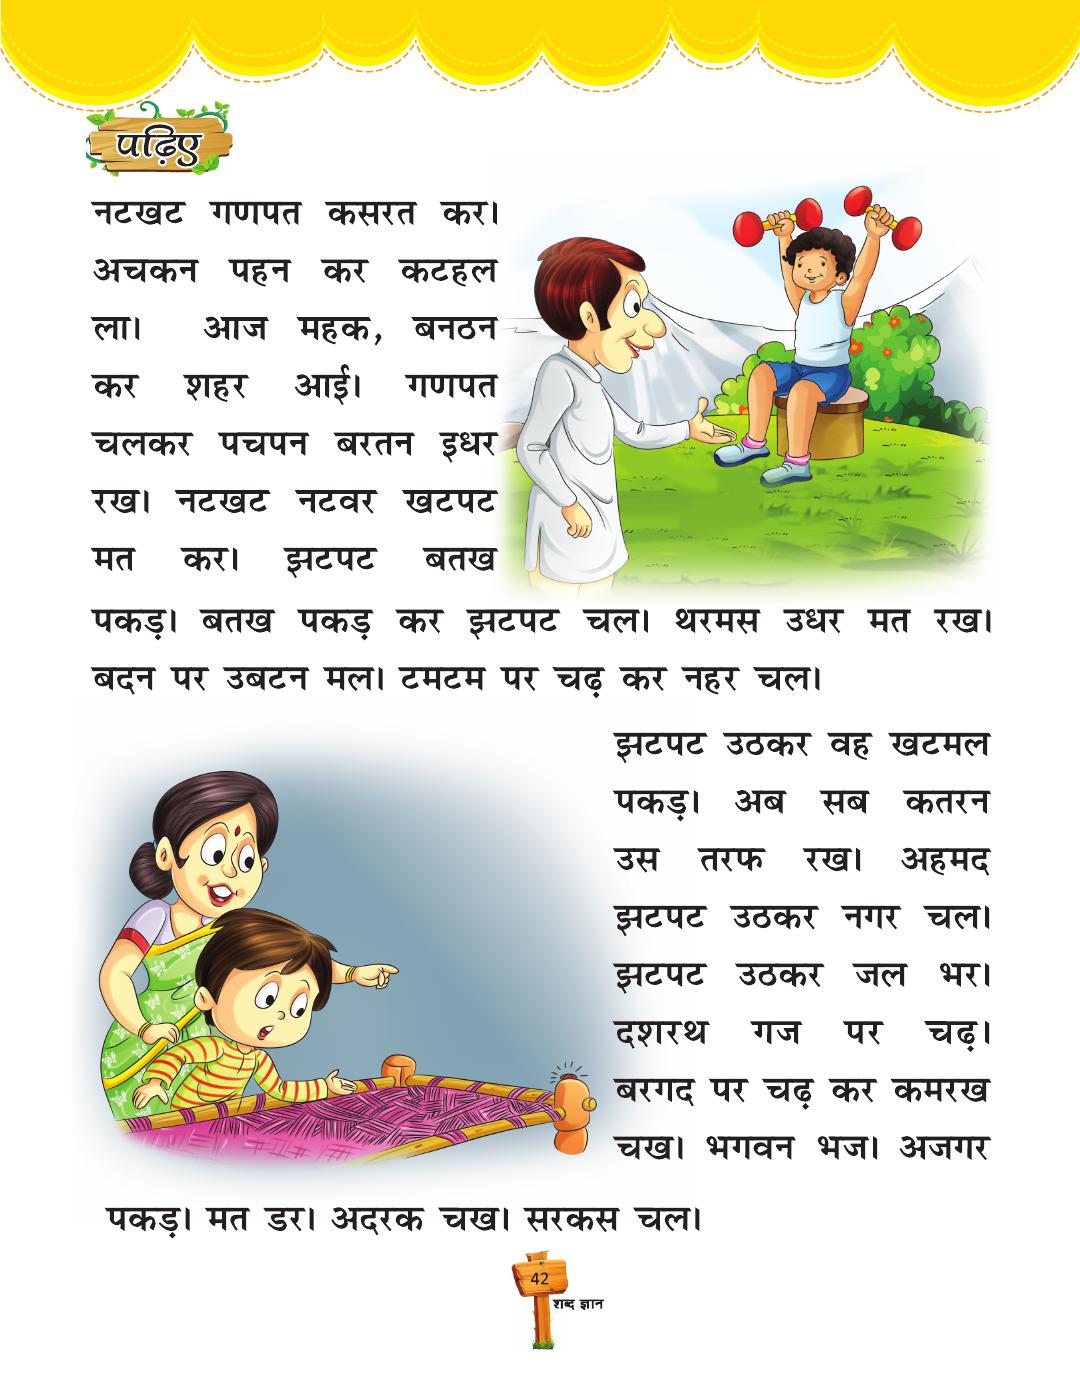 पढ़िए
नटखट गणपत कसरत कर।
अचकन पहन कर कटहल
ला। आज महक, बनठन
कर शहर आई। गणपत
चलकर पचपन बरतन इधर
रख। नटखट नटवर खटपट
मत कर। झटपट बतख
पकड़। बतख पकड़ कर झटपट चल। थरमस उधर मत रख।
बदन पर उबटन मल। टमटम पर चढ़ कर नहर चल।
झटपट उठकर वह खटमल
पकड़। अब सब कतरन
उस तरफ रख। अहमद
झटपट उठकर नगर चल।
झटपट उठकर जल भर।
दशरथ गज पर चढ़।
बरगद पर चढ़ कर कमरख
चख। भगवन भज। अजगर
पकड़। मत डर। अदरक चख। सरकस चल।
42
शब्द ज्ञान